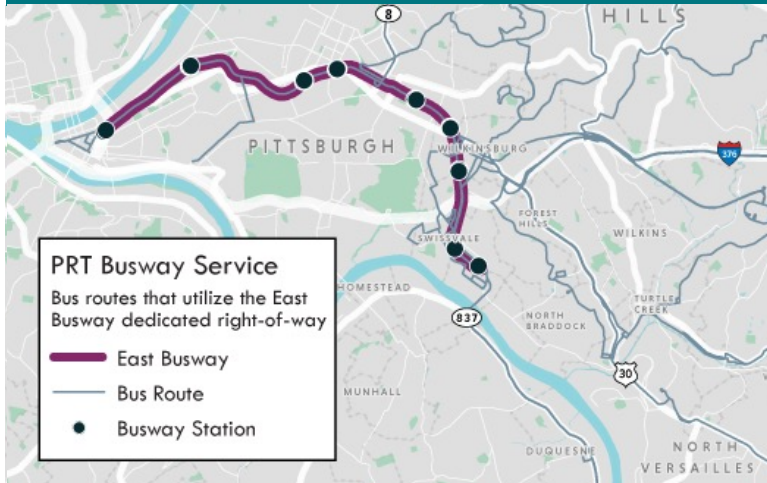 8
HILLS
PITTSBURGH
WILKINSBURG
376
FOREST
HILLS
WILKINS
SWISSVALE
HOMESTEAD
TURTLE
CREEK
NORTH
BRADDOCK
837
30
MUNHALL
DUQUESNE
NORTH
VERSAILLES
PRT Busway Service
Bus routes that utilize the East
Busway dedicated right-of-way
East Busway
Bus Route
Busway Station